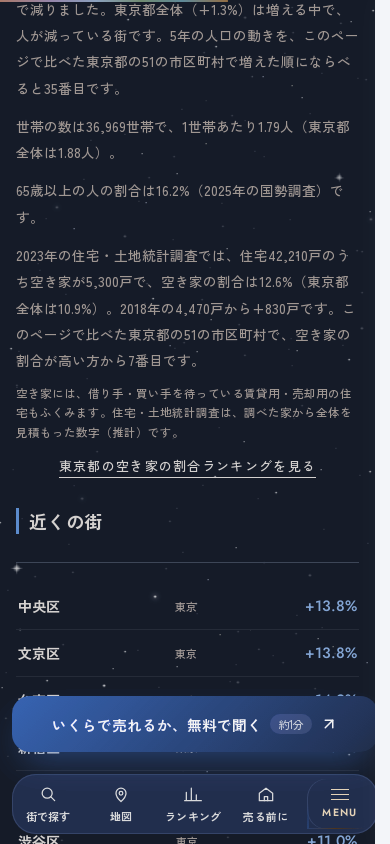 で減りました。東京都全体（+1.3%）は増える中で、
人が減っている街です。5年の人口の動きを、このペー
ジで比べた東京都の51の市区町村で増えた順にならべ
ると35番目です。
世帯の数は36,969世帯で、1世帯あたり1.79人（東京都
全体は1.88人）。
65歳以上の人の割合は16.2%（2025年の国勢調査）で
す。
2023年の住宅・土地統計調査では、住宅42,210戸のう
ち空き家が5,300戸で、空き家の割合は12.6%（東京都
全体は10.9%）。2018年の4,470戸から+830戸です。こ
のページで比べた東京都の51の市区町村で、空き家の
割合が高い方から7番目です。
空き家には、借り手・買い手を待っている賃貸用・売却用の住
宅もふくみます。住宅・土地統計調査は、調べた家から全体を
見積もった数字（推計）です。
東京都の空き家の割合ランキングを見る
近くの街
中央区 東京 +13.8%
文京区 東京 +13.8%
いくらで売れるか、無料で聞く 約1分
街で探す 地図 ランキング 売る前に MENU
渋谷区 東京 +11.0%